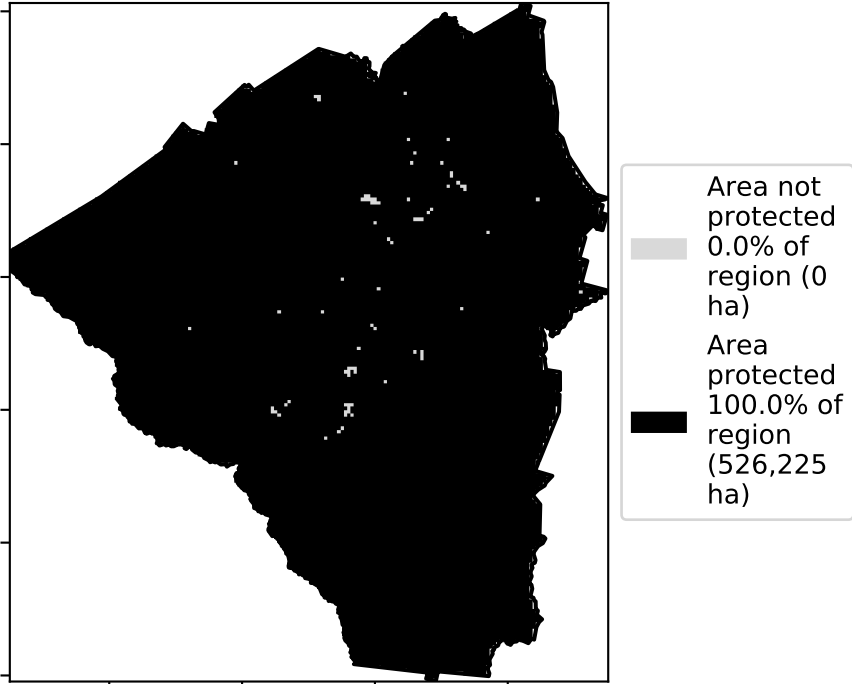 Area not
protected
0.0% of
region (0
ha)
Area
protected
100.0% of
region
(526,225
ha)